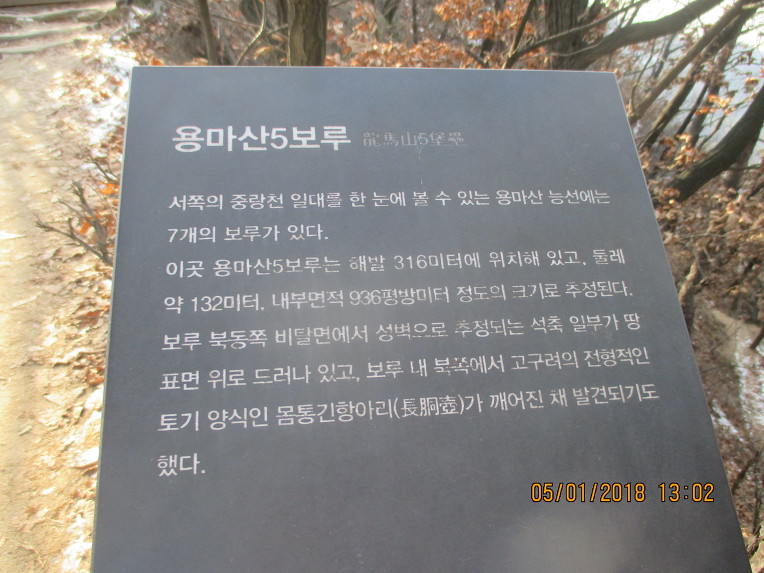 용마산5보루 龍馬山5堡壘
서쪽의 중랑천 일대를 한 눈에 볼 수 있는 용마산 능선에는
7개의 보루가 있다.
이곳 용마산5보루는 해발 316미터에 위치해 있고, 둘레
약 132미터, 내부면적 936평방미터 정도의 크기로 추정된다.
보루 북동쪽 비탈면에서 성벽으로 추정되는 석축 일부가 땅
표면 위로 드러나 있고, 보루 내 북쪽에서 고구려의 전형적인
토기 양식인 몸통긴항아리(長胴壺)가 깨어진 채 발견되기도
했다.
05/01/2018 13:02